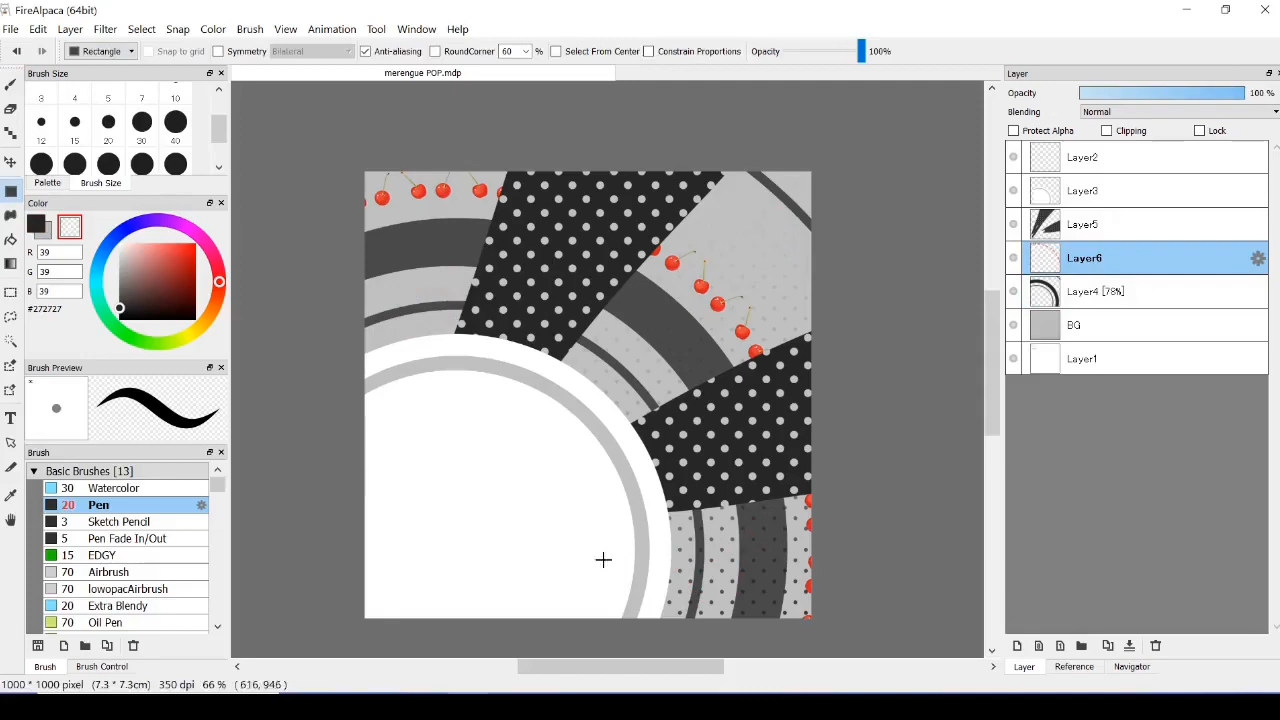 FireAlpaca (64bit)
File Edit Layer Filter Select Snap Color Brush View Animation Tool Window Help
Rectangle Snap to grid Symmetry Bilateral Anti-aliasing RoundCorner 60 % Select From Center Constrain Proportions Opacity 100%
Brush Size merengue POP.mdp Layer
Opacity 100 %
3 4 5 7 10
Blending Normal
Protect Alpha Clipping Lock
12 15 20 30 40
Layer2
Palette Brush Size
Layer3
Color
Layer5
R 39
G 39
Layer6
B 39
Layer4 [78%]
#272727
BG
Layer1
Brush Preview
Brush
Basic Brushes [13]
30 Watercolor
20 Pen
3 Sketch Pencil
5 Pen Fade In/Out
15 EDGY
70 Airbrush
70 lowopacAirbrush
20 Extra Blendy
70 Oil Pen
Brush Brush Control Layer Reference Navigator
1000 * 1000 pixel (7.3 * 7.3cm) 350 dpi 66 % ( 616, 946 )